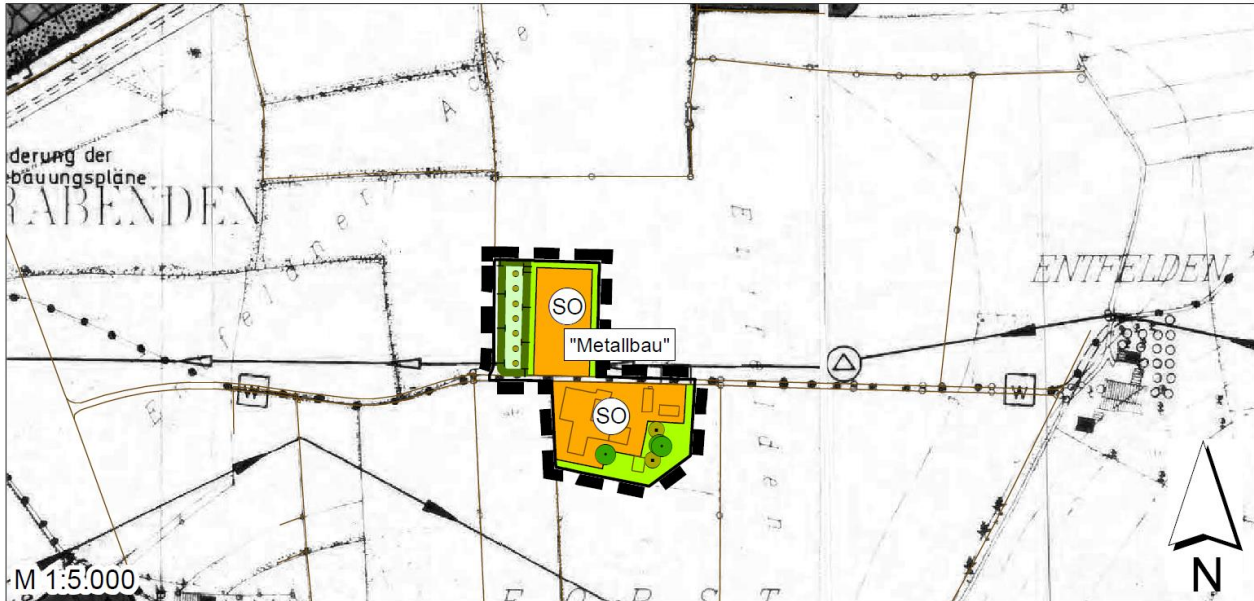 nderung der
ebauungspläne
RABENDEN
ENTFELDEN
SO
"Metallbau"
W
W
SO
M 1:5.000
N
F O R S T